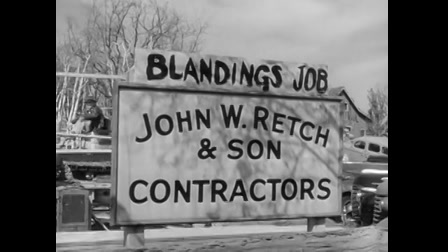 BLANDINGS JOB
JOHN W. RETCH
& SON
CONTRACTORS